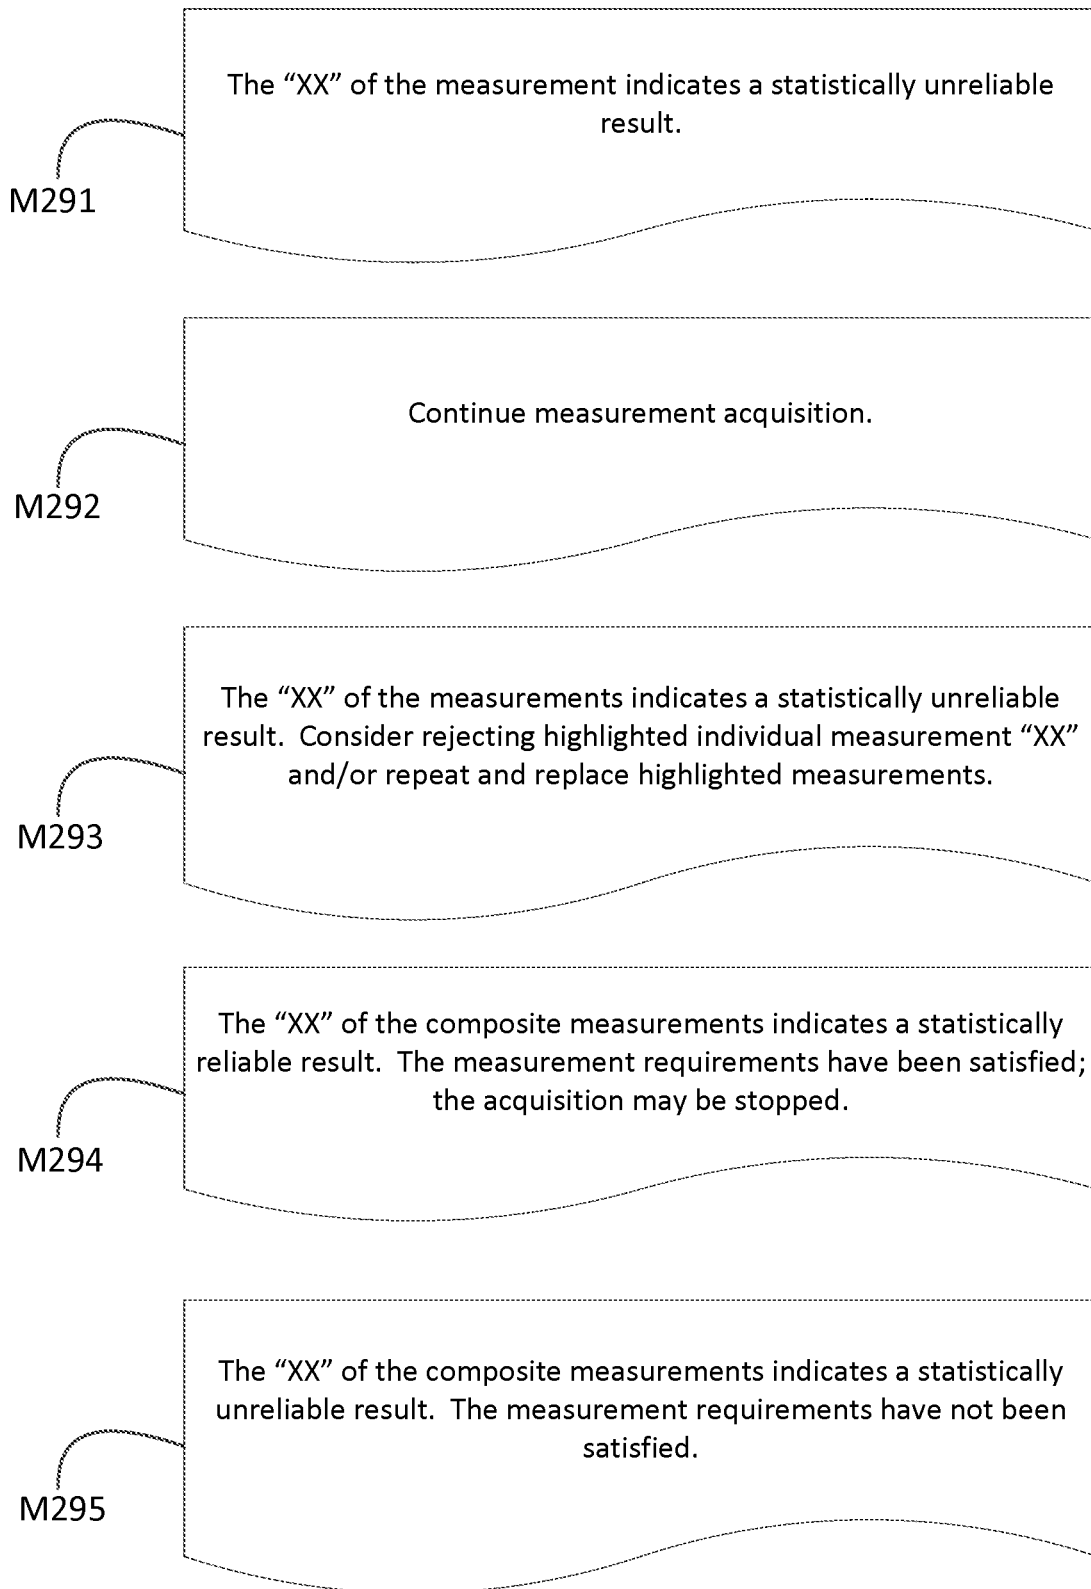 The “XX” of the measurement indicates a statistically unreliable
result.
M291
Continue measurement acquisition.
M292
The “XX” of the measurements indicates a statistically unreliable
result.  Consider rejecting highlighted individual measurement “XX”
and/or repeat and replace highlighted measurements.
M293
The “XX” of the composite measurements indicates a statistically
reliable result.  The measurement requirements have been satisfied;
the acquisition may be stopped.
M294
The “XX” of the composite measurements indicates a statistically
unreliable result.  The measurement requirements have not been
satisfied.
M295